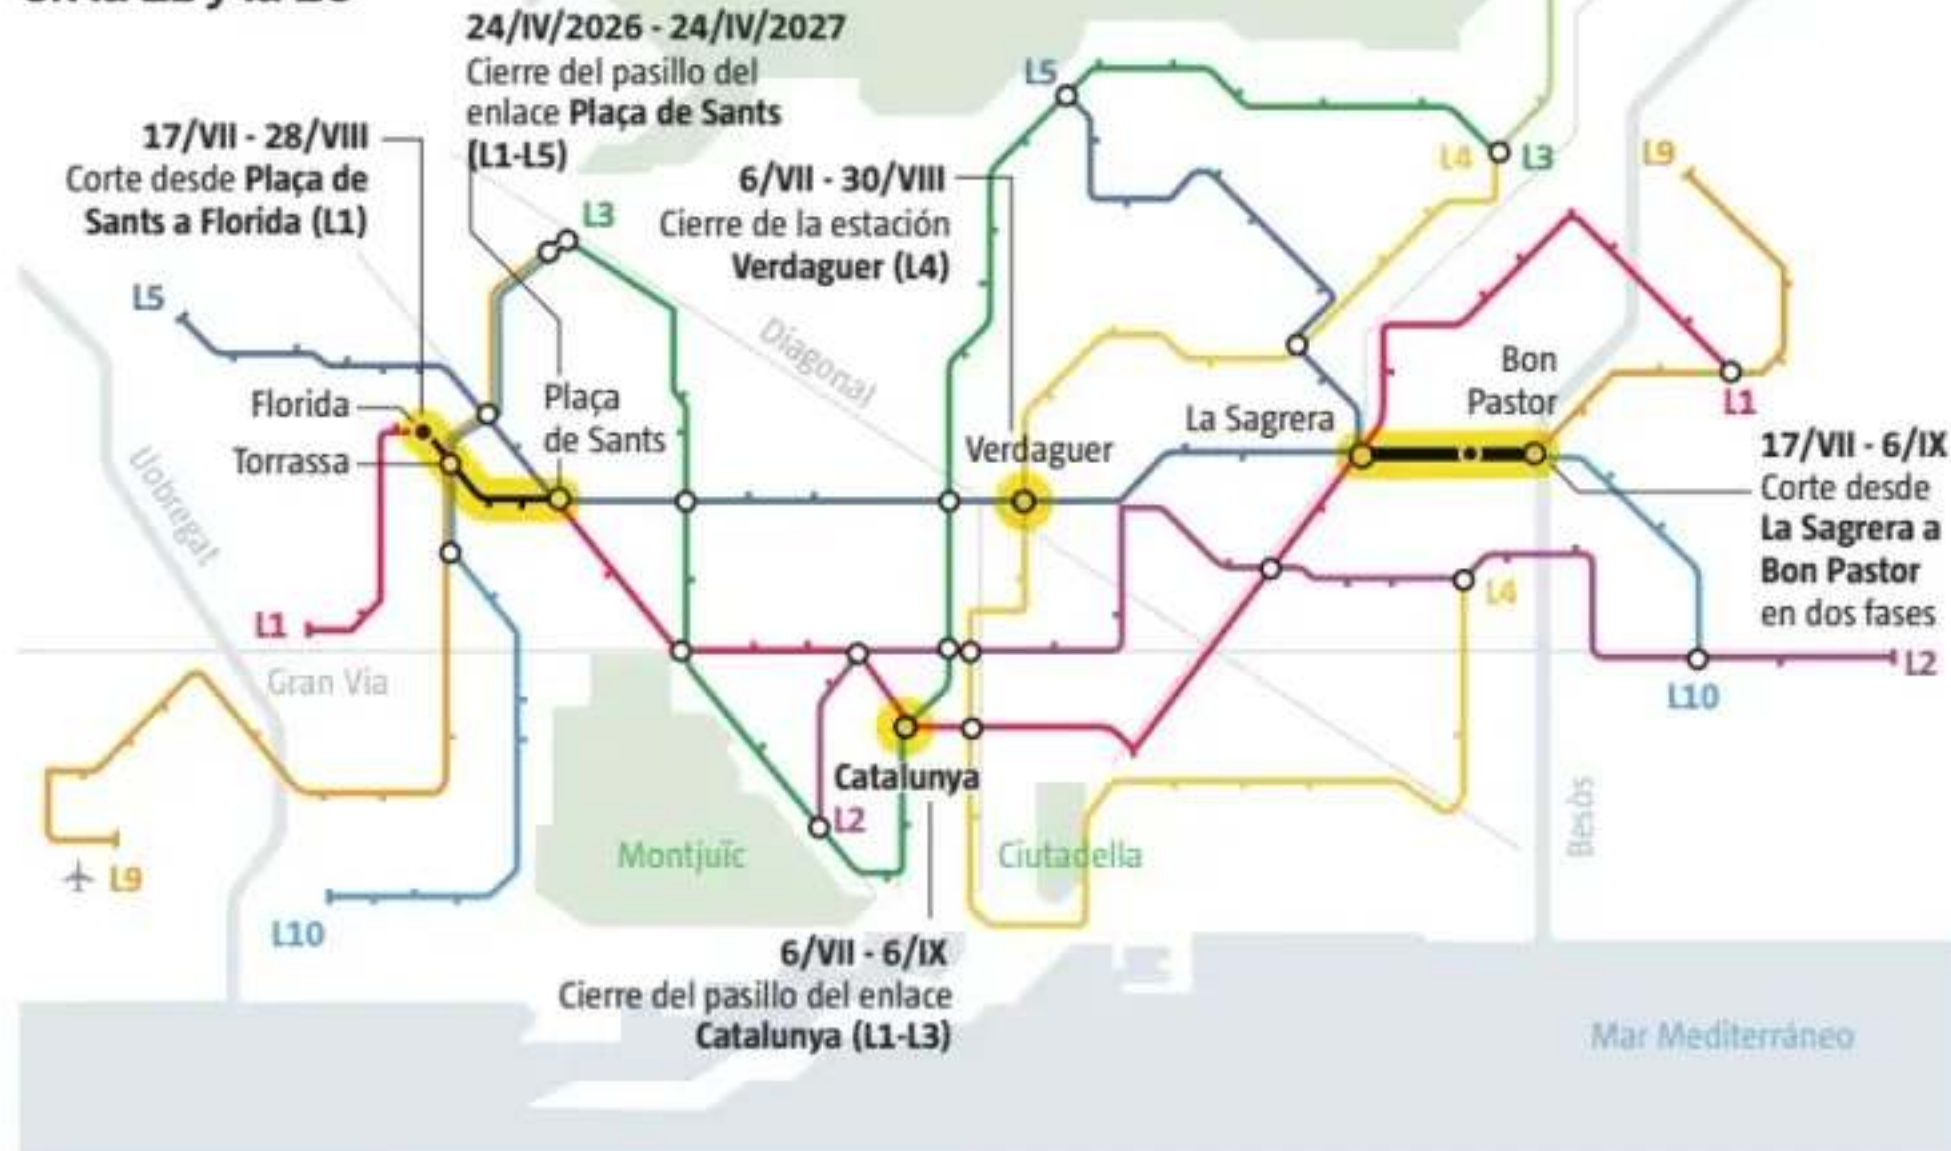 24/IV/2026 - 24/IV/2027
Cierre del pasillo del
enlace Plaça de Sants
(L1-L5)
17/VII - 28/VIII
Corte desde Plaça de
Sants a Florida (L1)
6/VII - 30/VIII
Cierre de la estación
Verdaguer (L4)
L5
L4
L3
L9
L3
L5
Diagonal
Florida
Torrassa
Plaça
de Sants
Verdaguer
La Sagrera
Bon
Pastor
L1
17/VII - 6/IX
Corte desde
La Sagrera a
Bon Pastor
en dos fases
Llobregat
L1
Gran Via
L4
L2
L10
Catalunya
L2
Montjuïc
Ciutadella
Besòs
L9
L10
6/VII - 6/IX
Cierre del pasillo del enlace
Catalunya (L1-L3)
Mar Mediterráneo